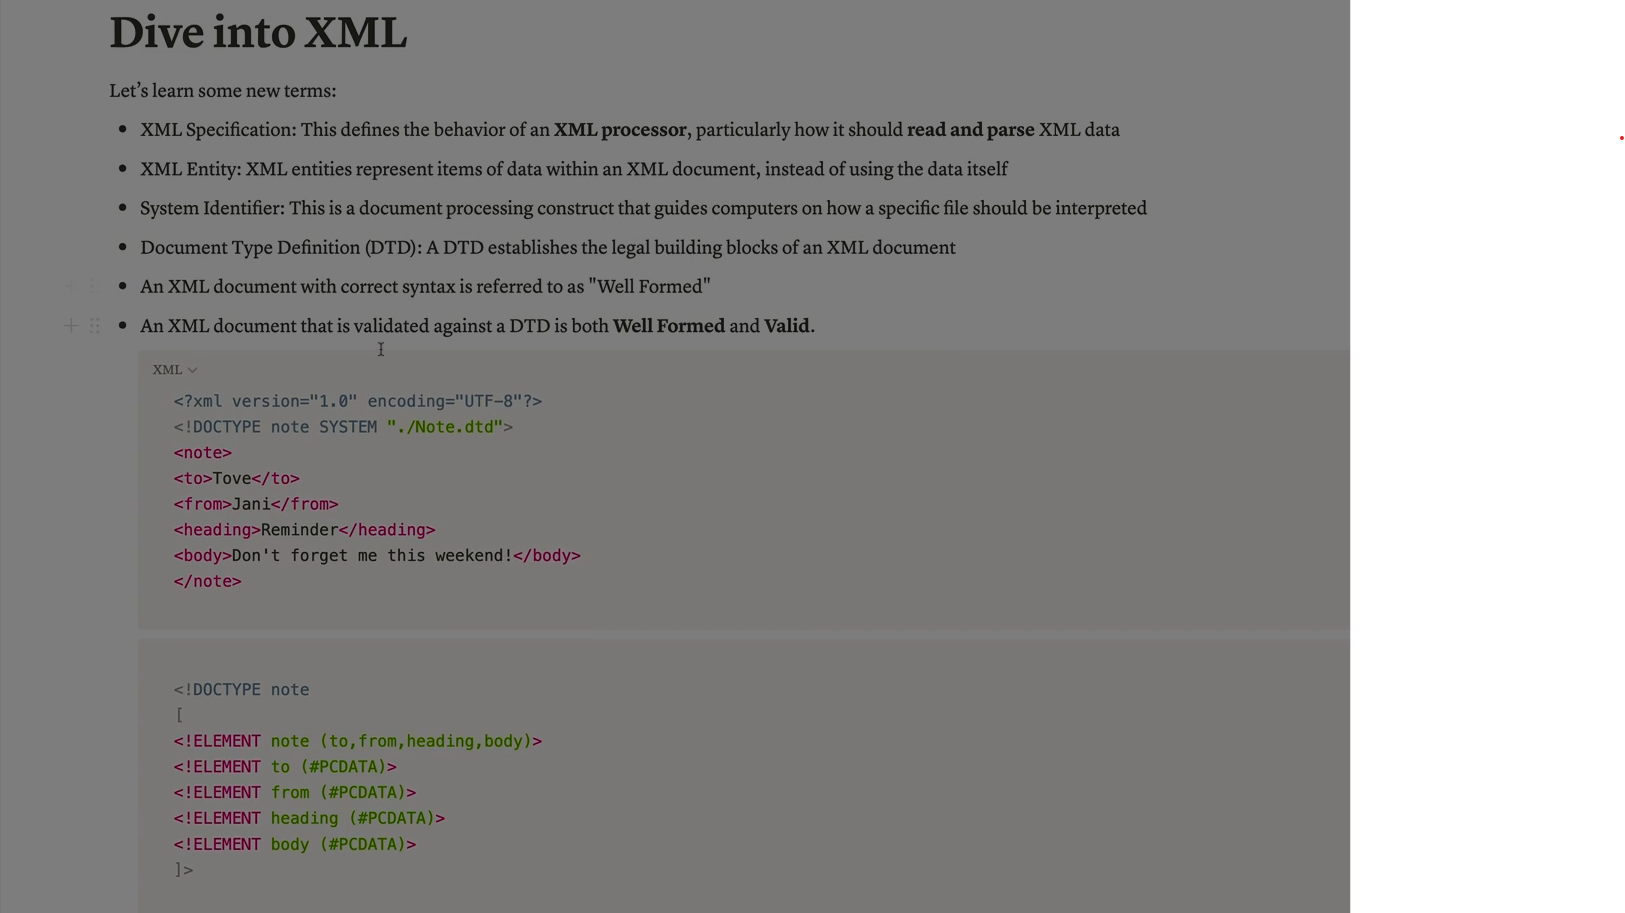 Dive into XML
Let’s learn some new terms:
• XML Specification: This defines the behavior of an XML processor, particularly how it should read and parse XML data
• XML Entity: XML entities represent items of data within an XML document, instead of using the data itself
• System Identifier: This is a document processing construct that guides computers on how a specific file should be interpreted
• Document Type Definition (DTD): A DTD establishes the legal building blocks of an XML document
• An XML document with correct syntax is referred to as "Well Formed"
• An XML document that is validated against a DTD is both Well Formed and Valid.
XML
<?xml version="1.0" encoding="UTF-8"?>
<!DOCTYPE note SYSTEM "./Note.dtd">
<note>
<to>Tove</to>
<from>Jani</from>
<heading>Reminder</heading>
<body>Don't forget me this weekend!</body>
</note>
<!DOCTYPE note
[
<!ELEMENT note (to,from,heading,body)>
<!ELEMENT to (#PCDATA)>
<!ELEMENT from (#PCDATA)>
<!ELEMENT heading (#PCDATA)>
<!ELEMENT body (#PCDATA)>
]>